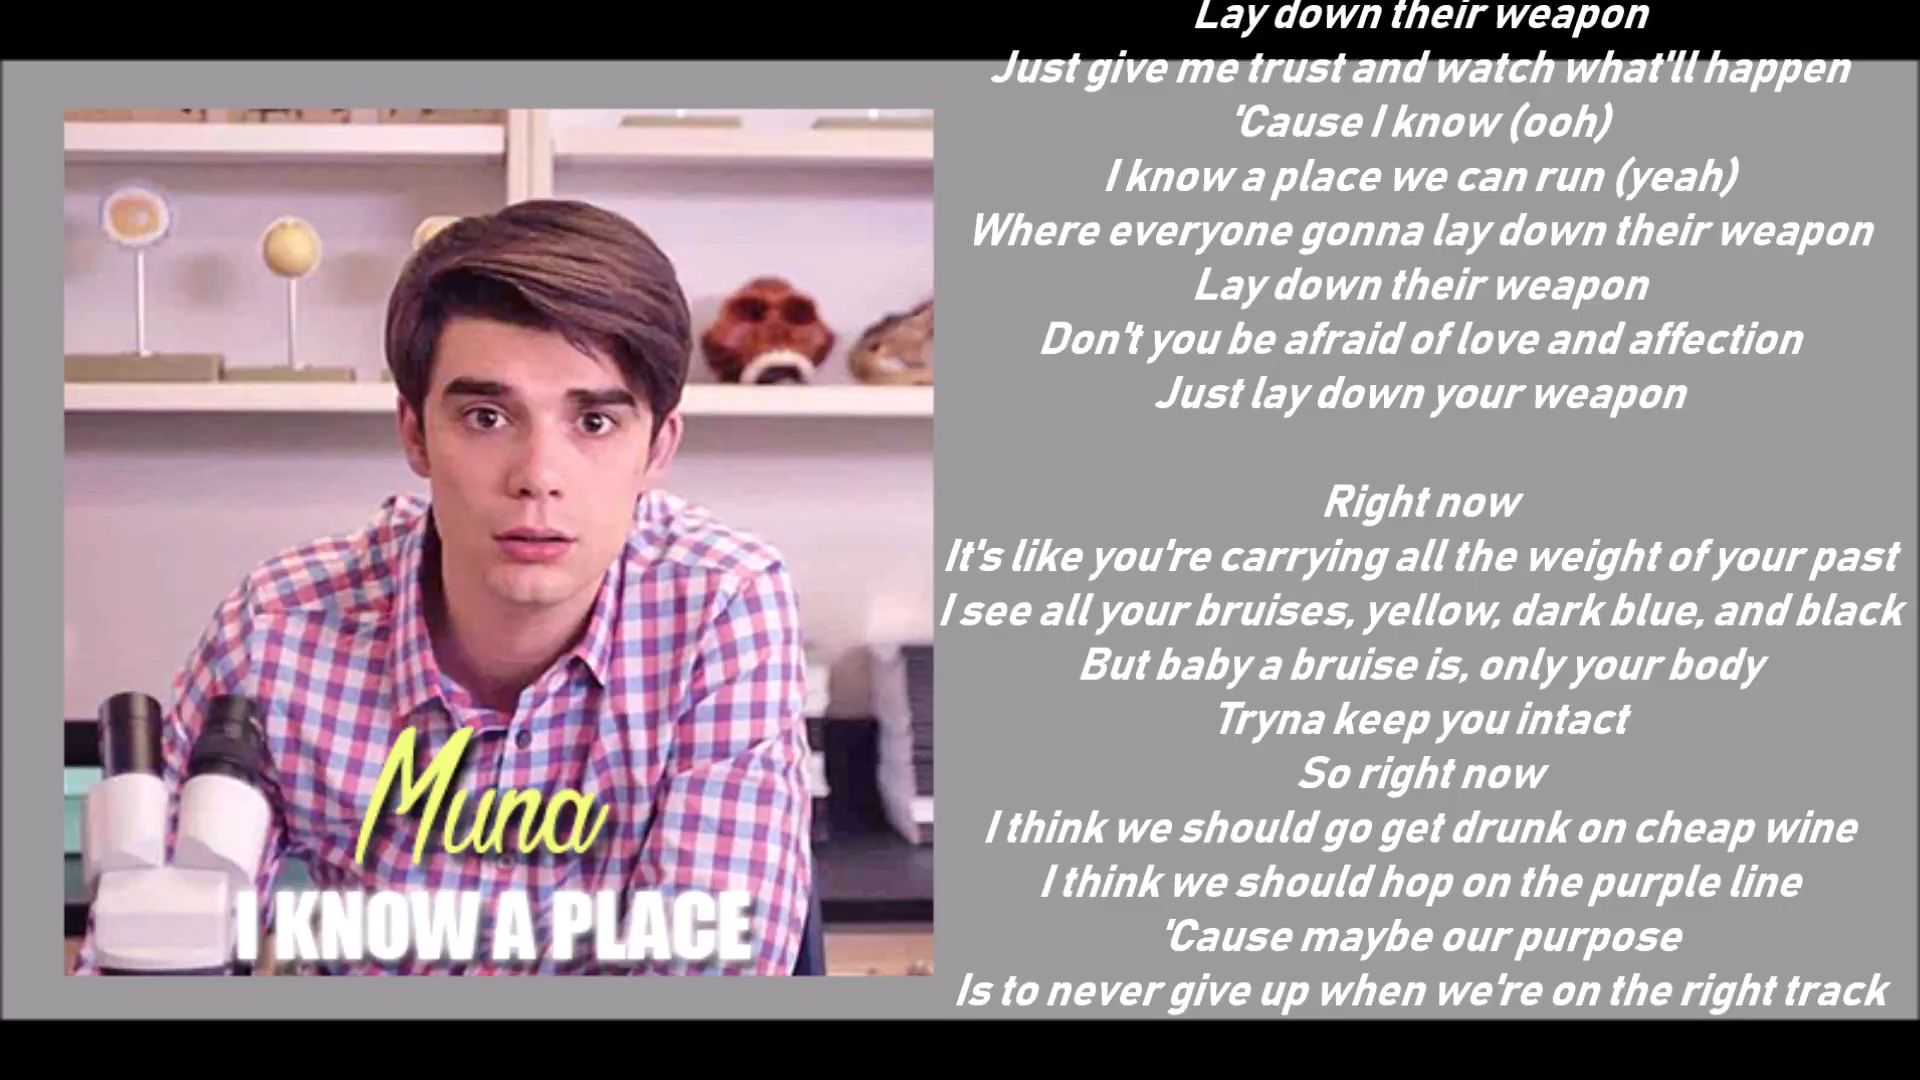 Lay down their weapon
Just give me trust and watch what'll happen
'Cause I know (ooh)
I know a place we can run (yeah)
Where everyone gonna lay down their weapon
Lay down their weapon
Don't you be afraid of love and affection
Just lay down your weapon
Right now
It's like you're carrying all the weight of your past
I see all your bruises, yellow, dark blue, and black
But baby a bruise is, only your body
Tryna keep you intact
So right now
I think we should go get drunk on cheap wine
I think we should hop on the purple line
'Cause maybe our purpose
Is to never give up when we're on the right track
Muna
I KNOW A PLACE